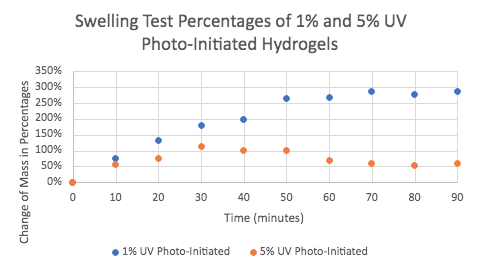 Swelling Test Percentages of 1% and 5% UV
Photo-Initiated Hydrogels
Change of Mass in Percentages
350%
300%
250%
200%
150%
100%
50%
0%
0 10 20 30 40 50 60 70 80 90
Time (minutes)
1% UV Photo-Initiated 5% UV Photo-Initiated